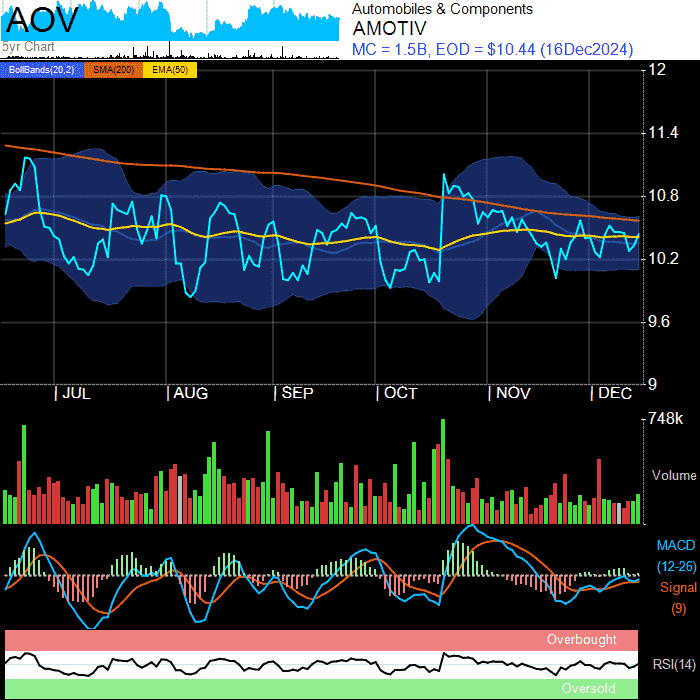 AOV
5yr Chart
Automobiles & Components
AMOTIV
MC = 1.5B, EOD = $10.44 (16Dec2024)
BollBands(20,2) SMA(200) EMA(50)
12
11.4
10.8
10.2
9.6
9
| JUL | AUG | SEP | OCT | NOV | DEC
748k
Volume
MACD
(12-26)
Signal
(9)
Overbought
RSI(14)
Oversold